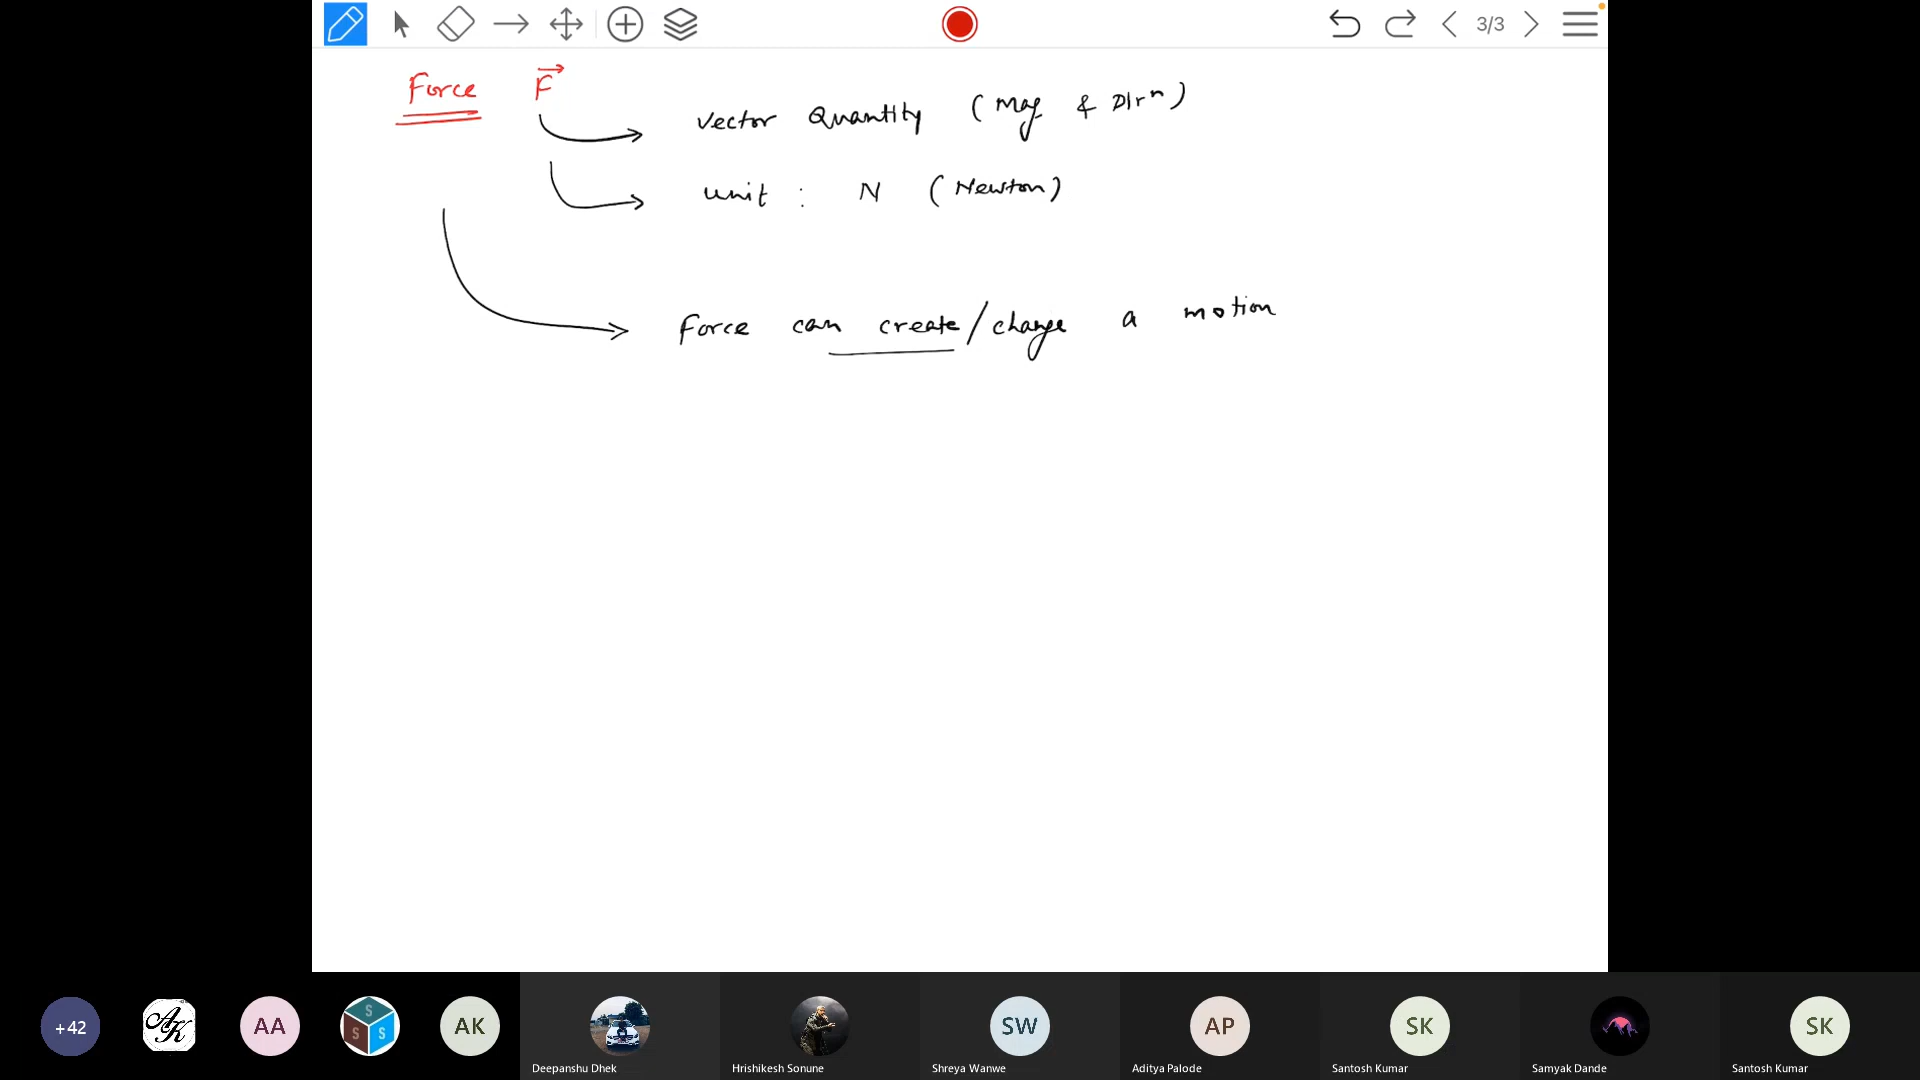 3/3
Force F
Vector Quantity (Mag & Dirn)
unit : N (Newton)
Force can create/change a motion
+42
AK
AA
S S S
AK
SW
AP
SK
SK
Deepanshu Dhek
Hrishikesh Sonune
Shreya Wanwe
Aditya Palode
Santosh Kumar
Samyak Dande
Santosh Kumar